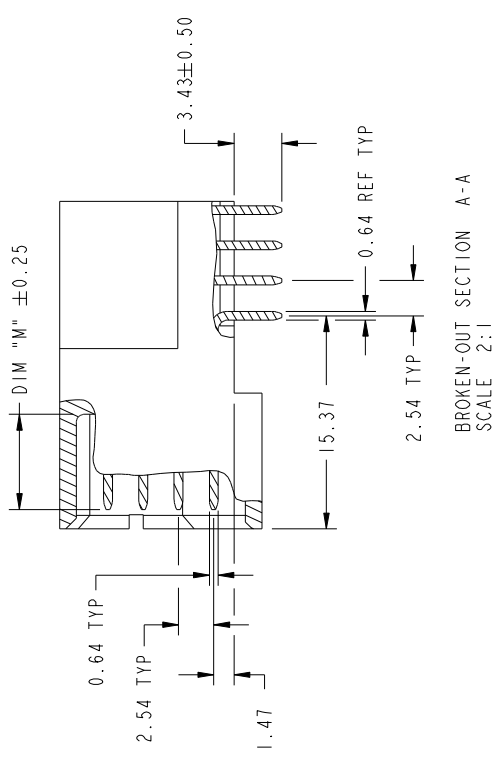 3.43±0.50
DIM "M" ±0.25
0.64 REF TYP
15.37
2.54 TYP
0.64 TYP
2.54 TYP
1.47
BROKEN-OUT SECTION A-A
SCALE 2:1